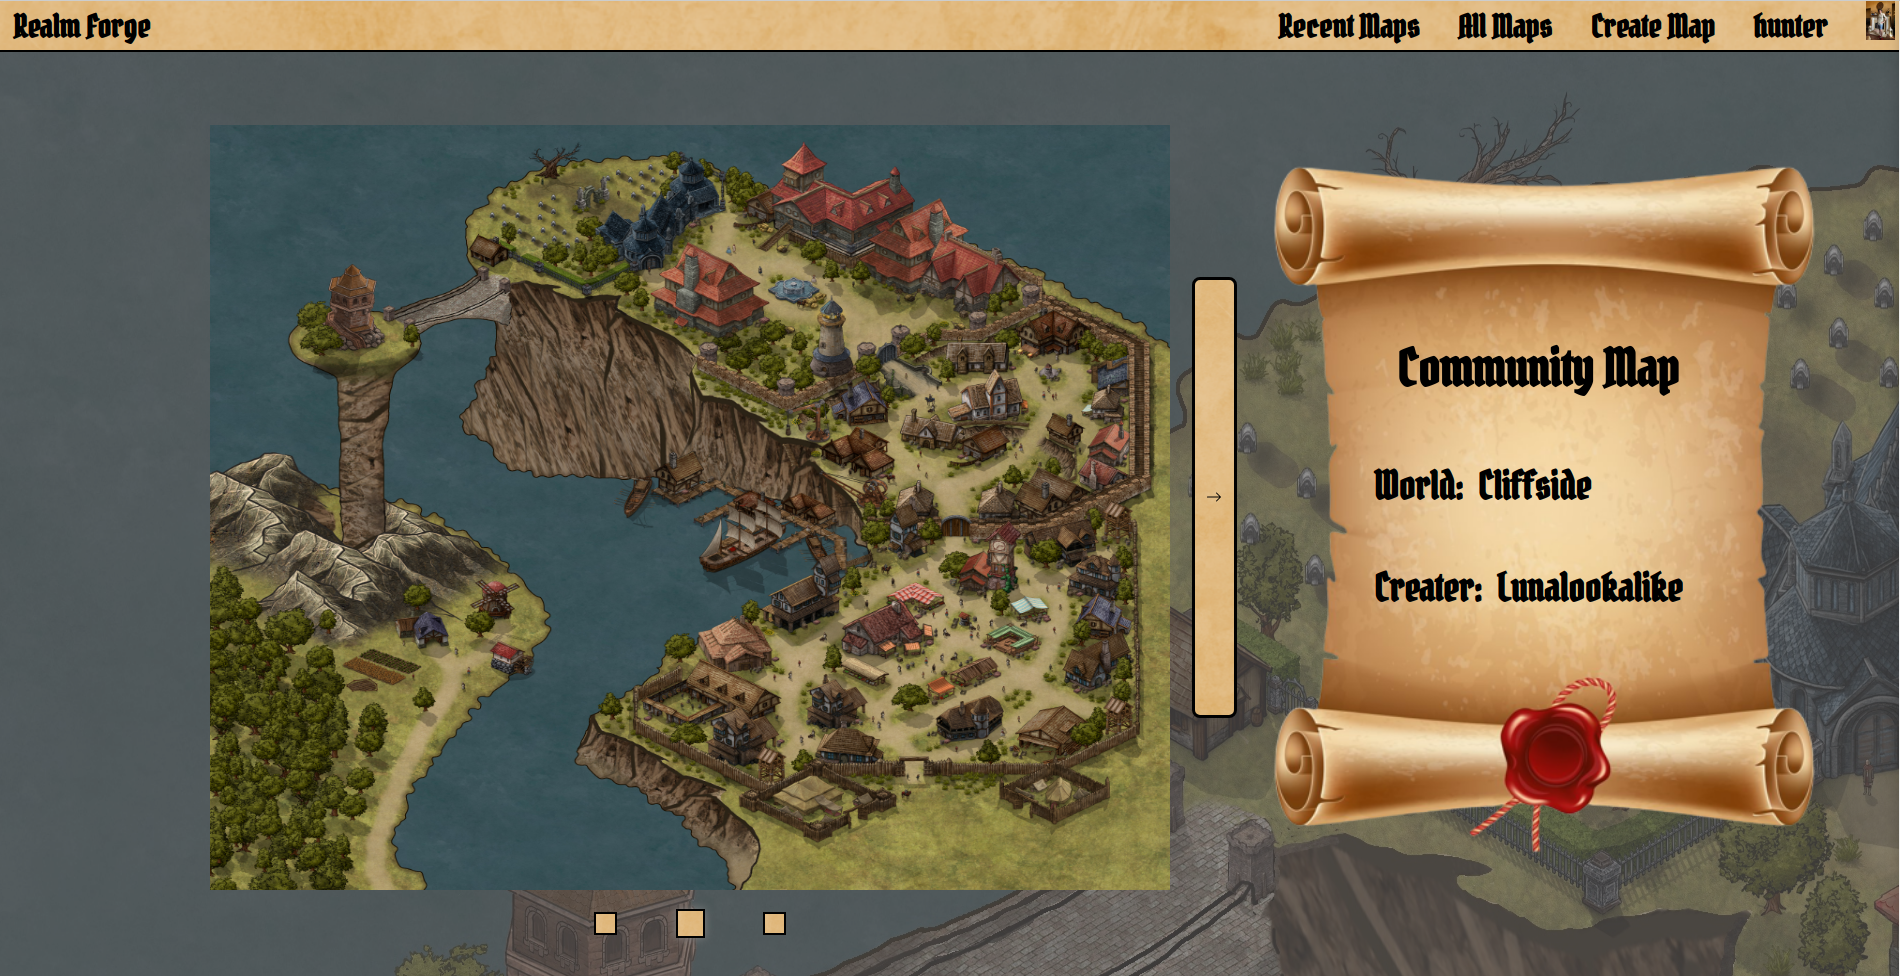 Realm Forge
Recent Maps All Maps Create Map hunter
→
Community Map
World: Cliffside
Creater: Lunalookalike